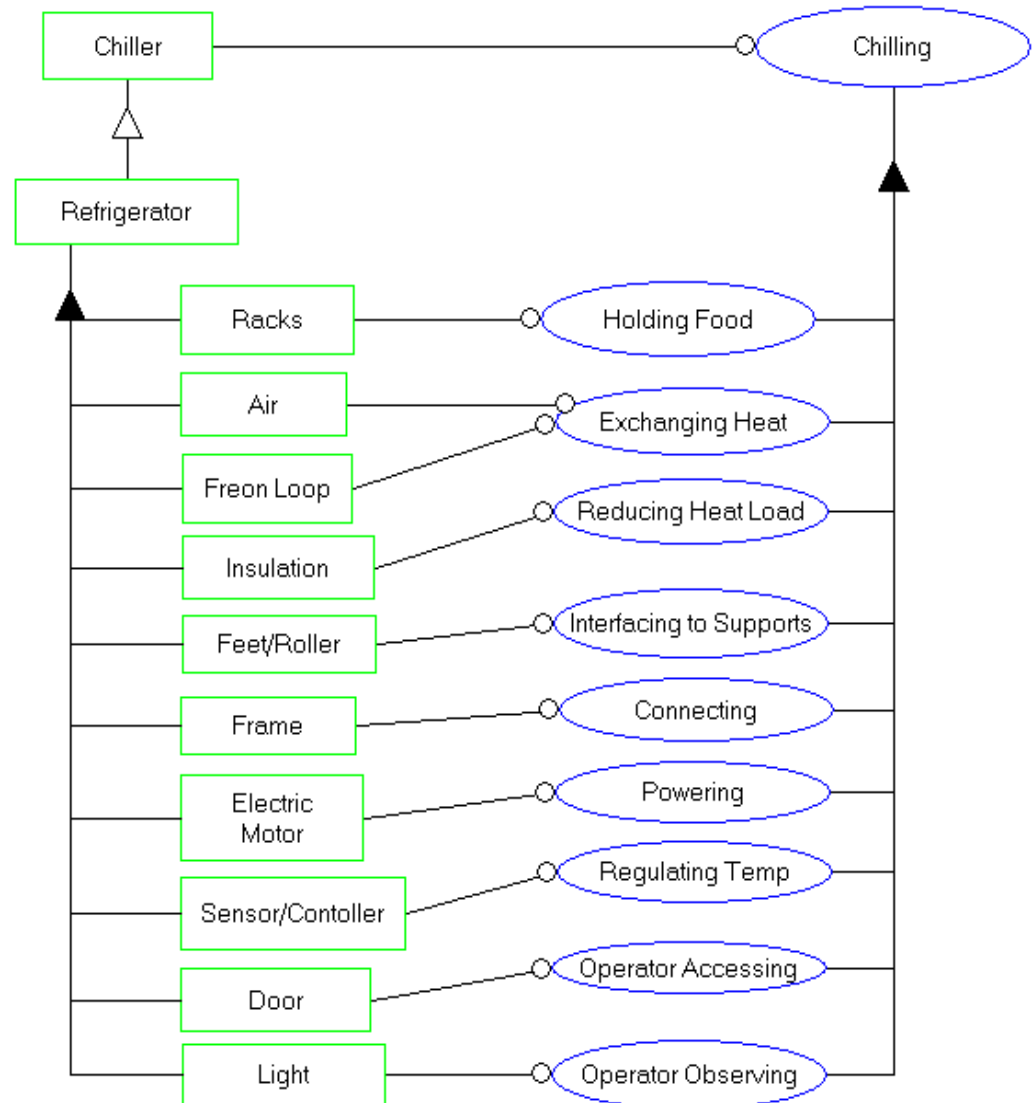 Chiller
Chilling
Refrigerator
Racks
Holding Food
Air
Exchanging Heat
Freon Loop
Reducing Heat Load
Insulation
Feet/Roller
Interfacing to Supports
Frame
Connecting
Electric
Motor
Powering
Sensor/Contoller
Regulating Temp
Door
Operator Accessing
Light
Operator Observing